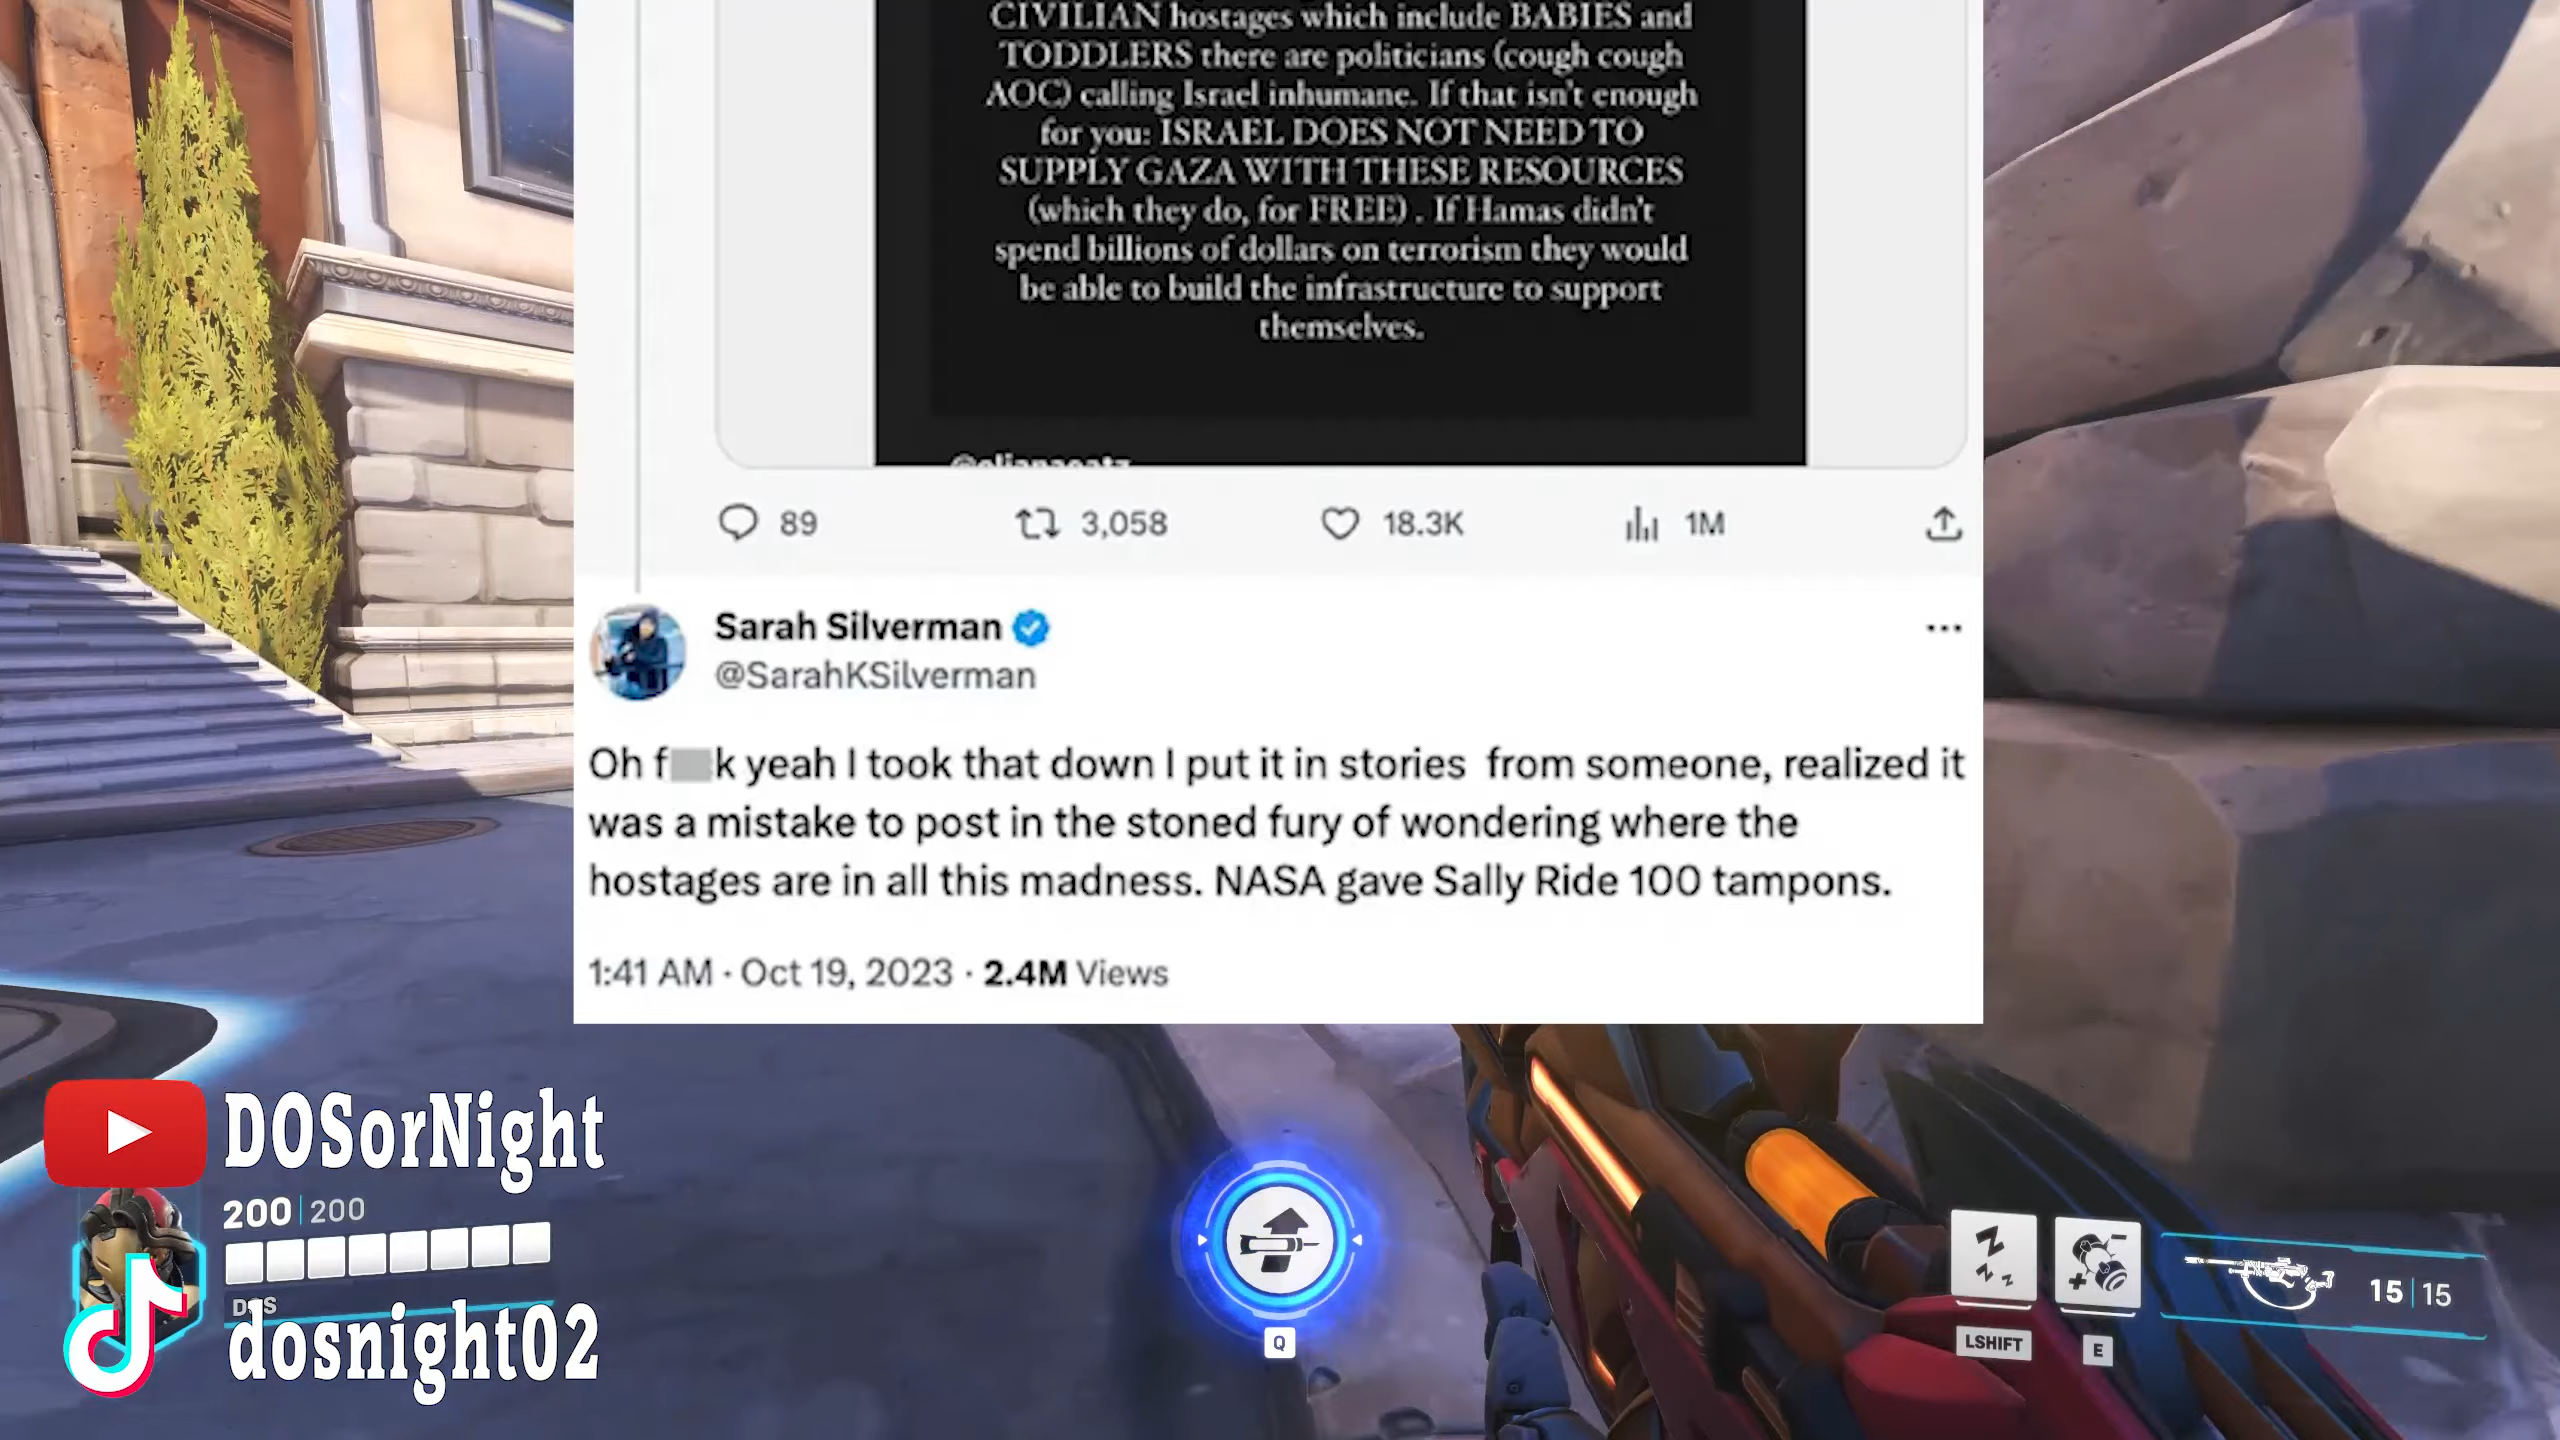 CIVILIAN hostages which include BABIES and
TODDLERS there are politicians (cough cough
AOC) calling Israel inhumane. If that isn't enough
for you: ISRAEL DOES NOT NEED TO
SUPPLY GAZA WITH THESE RESOURCES
(which they do, for FREE) . If Hamas didn't
spend billions of dollars on terrorism they would
be able to build the infrastructure to support
themselves.
89 3,058 18.3K 1M
Sarah Silverman
@SarahKSilverman
Oh f k yeah I took that down I put it in stories from someone, realized it
was a mistake to post in the stoned fury of wondering where the
hostages are in all this madness. NASA gave Sally Ride 100 tampons.
1:41 AM · Oct 19, 2023 · 2.4M Views
DOSorNight
200 | 200
dosnight02
Q
LSHIFT
E
15 | 15